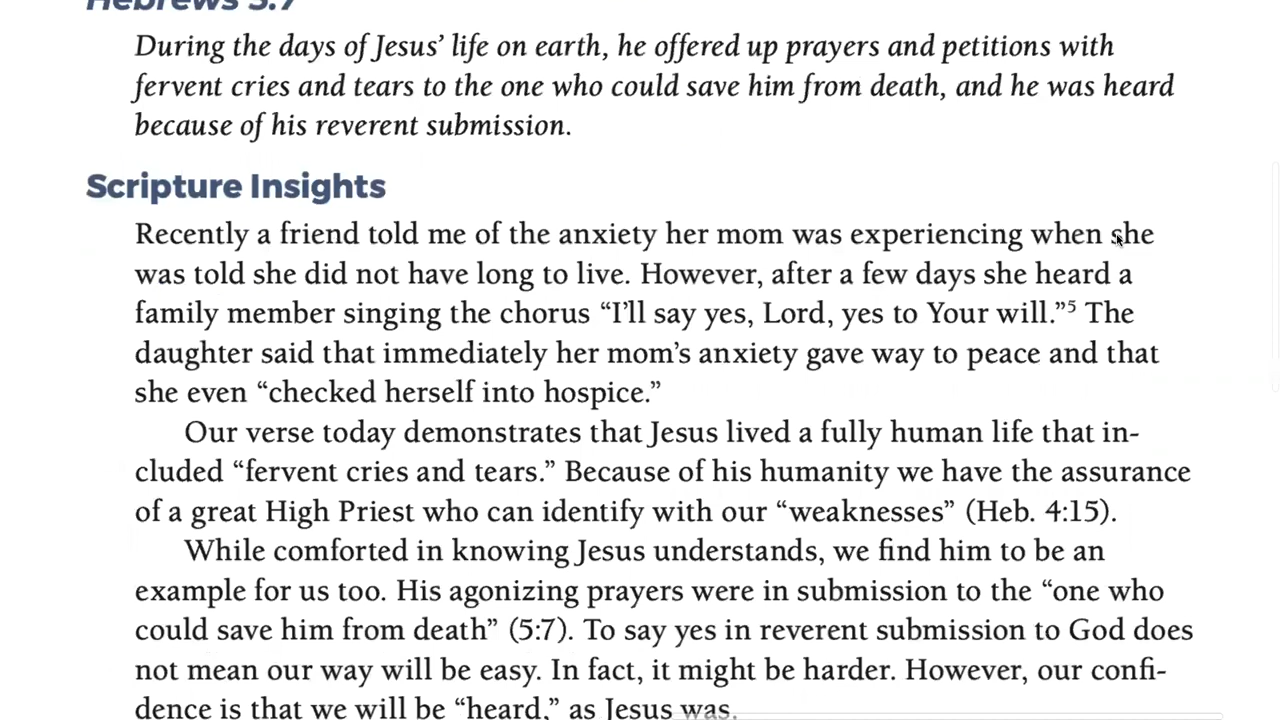 Hebrews 5:7
During the days of Jesus’ life on earth, he offered up prayers and petitions with
fervent cries and tears to the one who could save him from death, and he was heard
because of his reverent submission.
Scripture Insights
Recently a friend told me of the anxiety her mom was experiencing when she
was told she did not have long to live. However, after a few days she heard a
family member singing the chorus “I’ll say yes, Lord, yes to Your will.”⁵ The
daughter said that immediately her mom’s anxiety gave way to peace and that
she even “checked herself into hospice.”
Our verse today demonstrates that Jesus lived a fully human life that in-
cluded “fervent cries and tears.” Because of his humanity we have the assurance
of a great High Priest who can identify with our “weaknesses” (Heb. 4:15).
While comforted in knowing Jesus understands, we find him to be an
example for us too. His agonizing prayers were in submission to the “one who
could save him from death” (5:7). To say yes in reverent submission to God does
not mean our way will be easy. In fact, it might be harder. However, our confi-
dence is that we will be “heard,” as Jesus was.